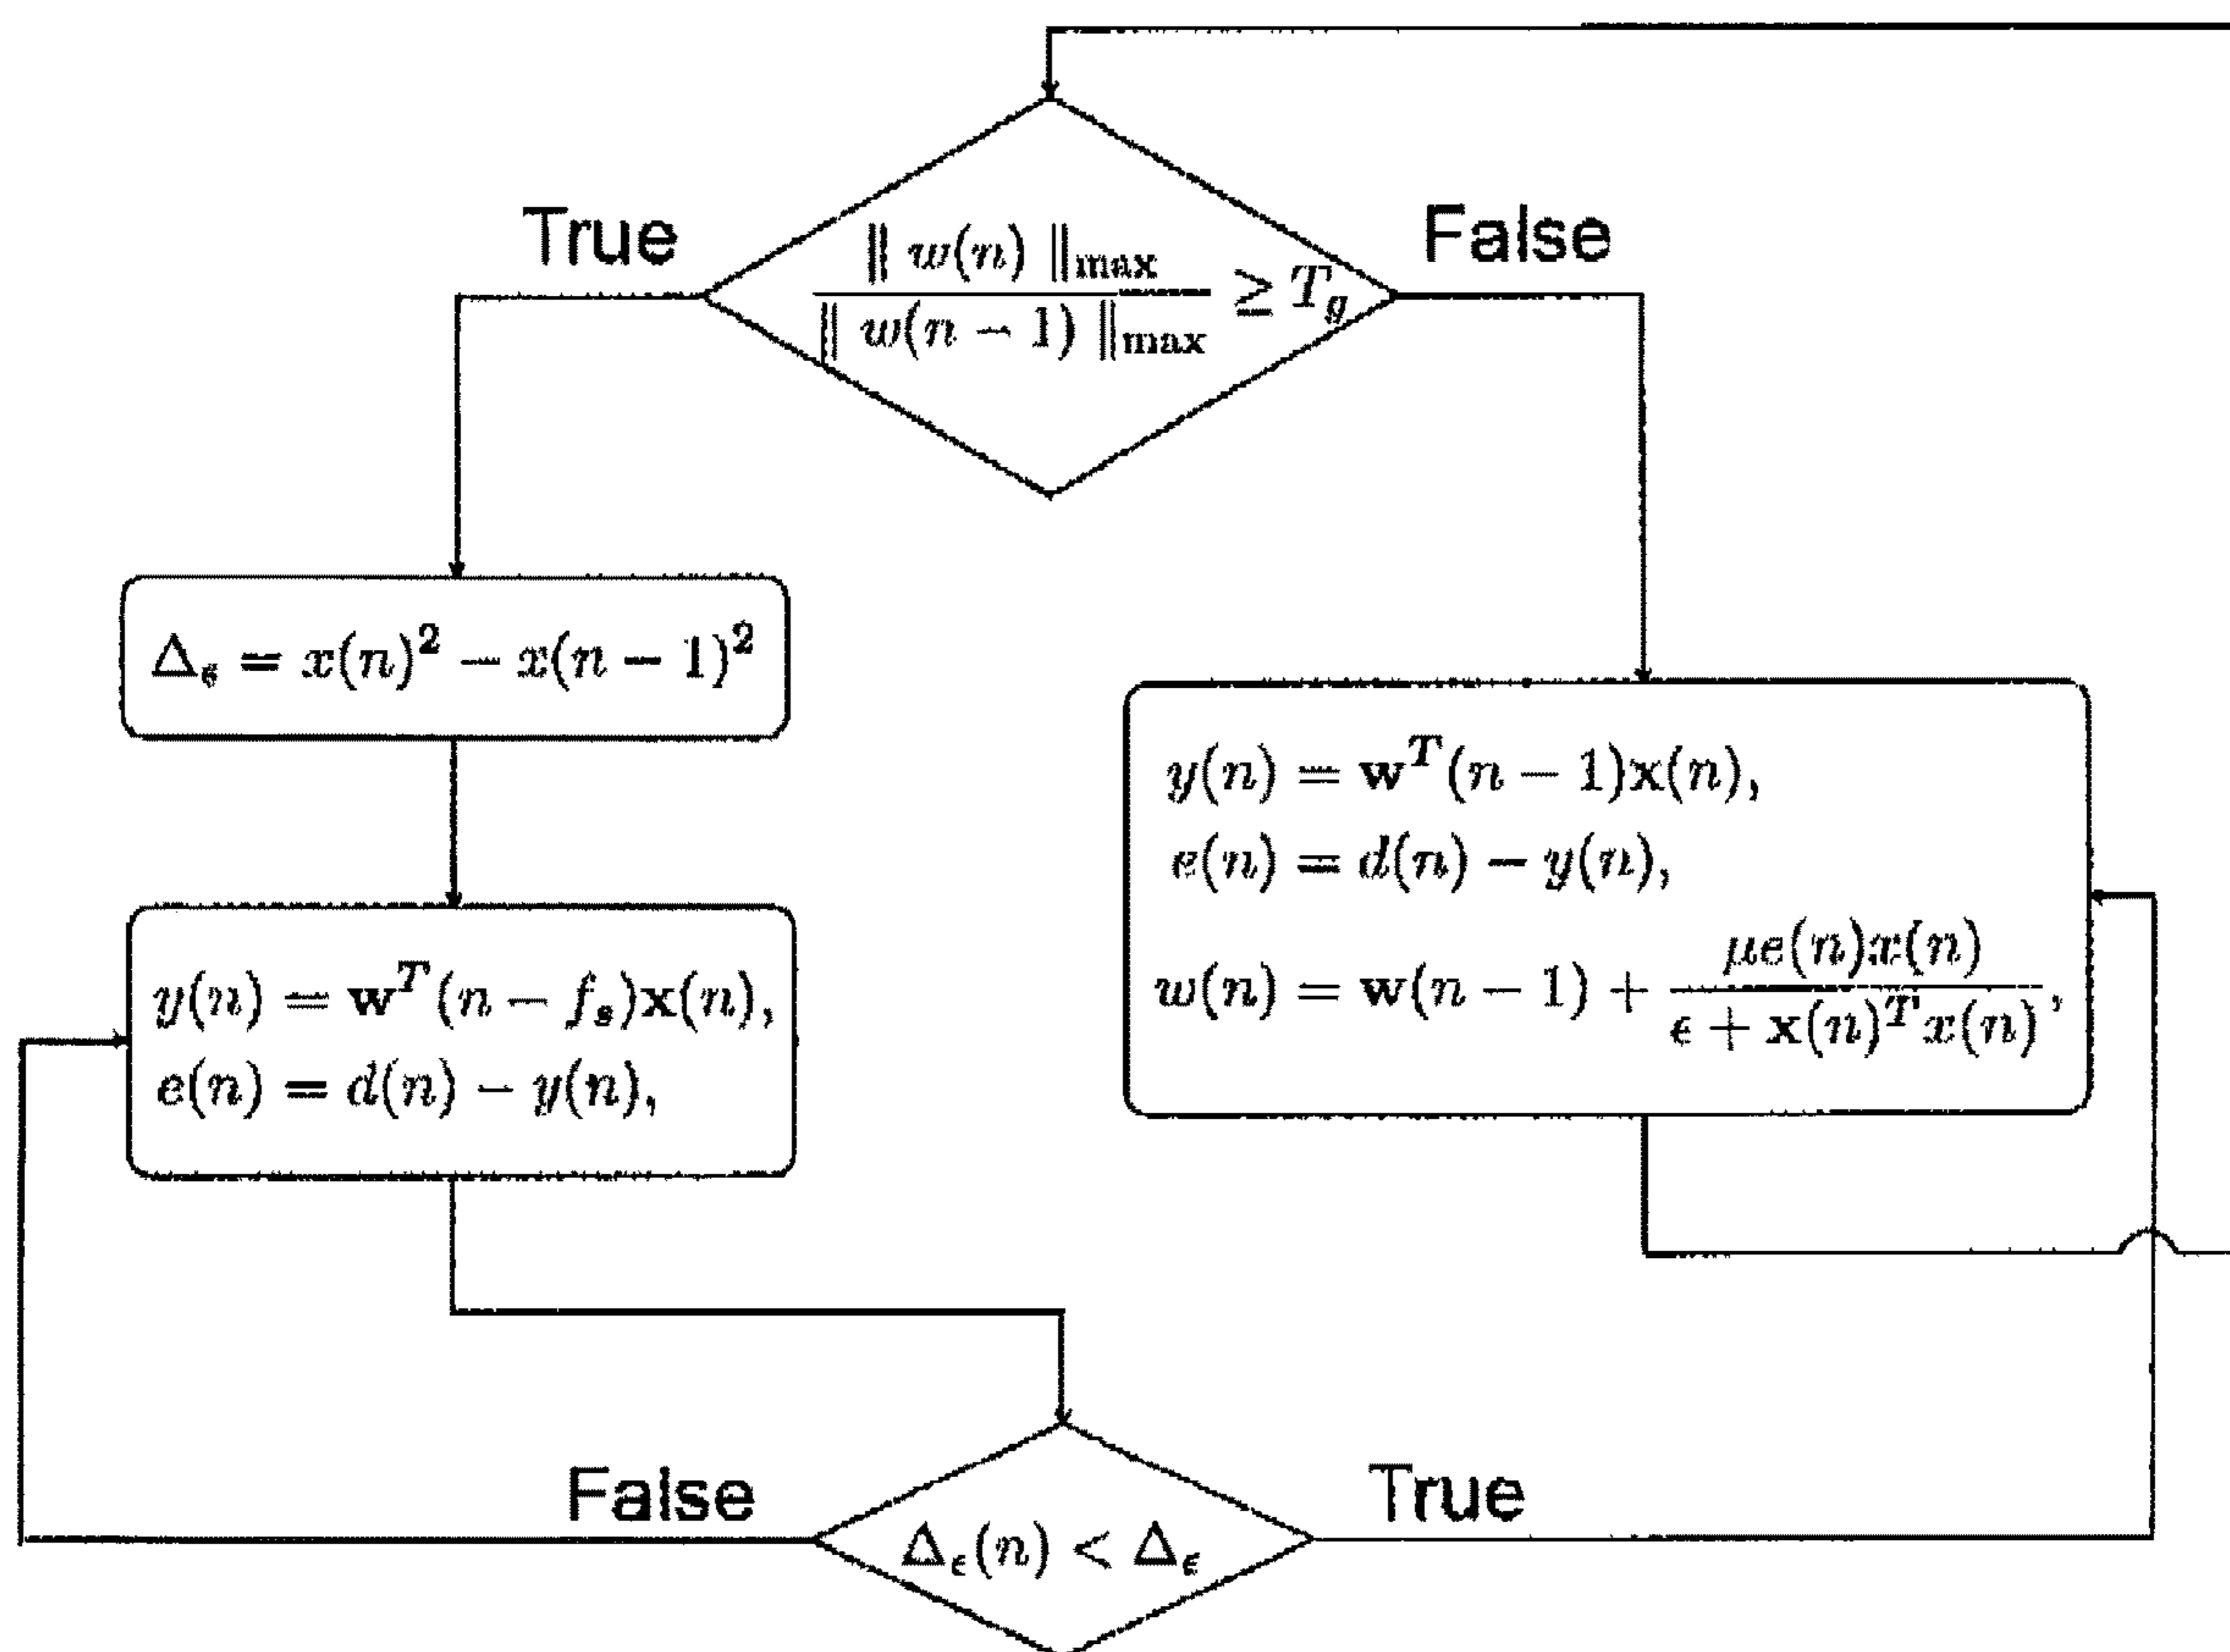 True
False
‖ w(n) ‖max
‖ w(n − 1) ‖max
≥ Tg
Δϵ = x(n)² − x(n − 1)²
y(n) = wᵀ(n − 1)x(n),
e(n) = d(n) − y(n),
w(n) = w(n − 1) + μe(n)x(n) / ϵ + x(n)ᵀx(n),
y(n) = wᵀ(n − fs)x(n),
e(n) = d(n) − y(n),
False
True
Δϵ(n) < Δϵ